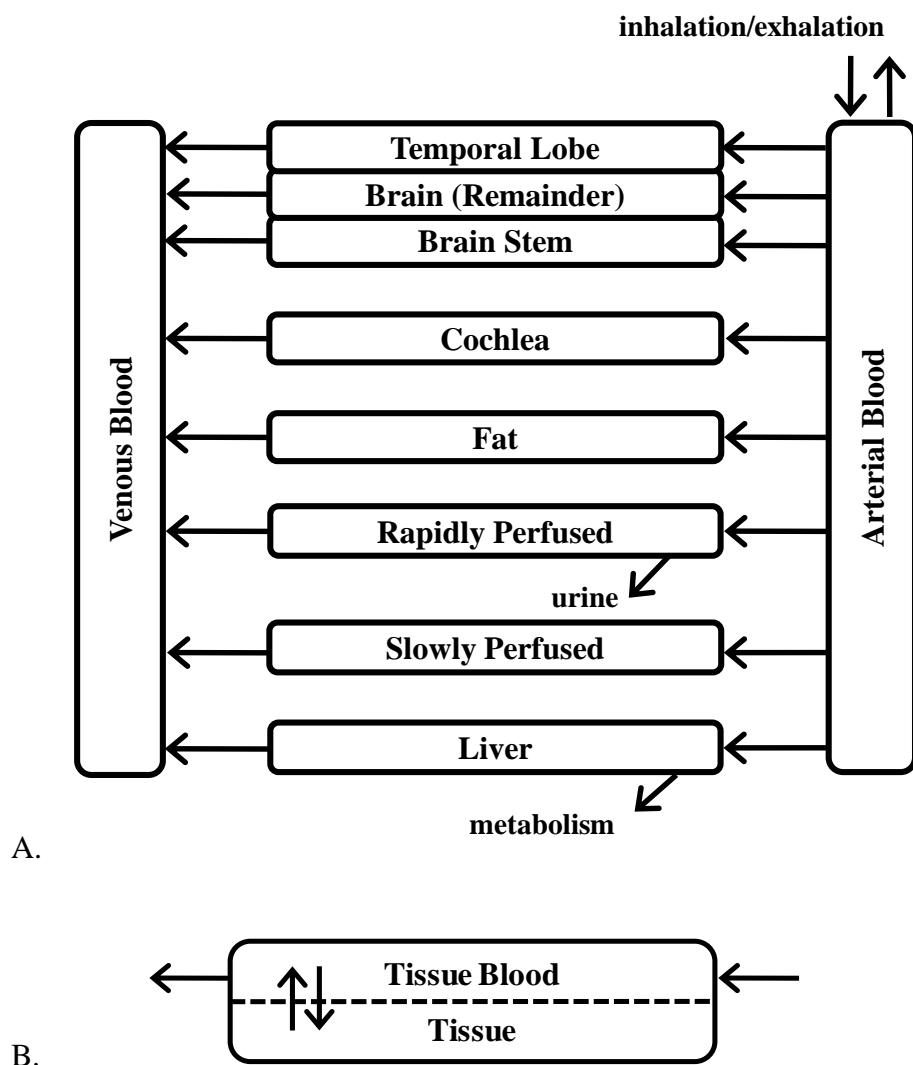 inhalation/exhalation
Temporal Lobe
Brain (Remainder)
Brain Stem
Cochlea
Fat
Rapidly Perfused
urine
Slowly Perfused
Liver
metabolism
Venous Blood
Arterial Blood
A.
Tissue Blood
Tissue
B.